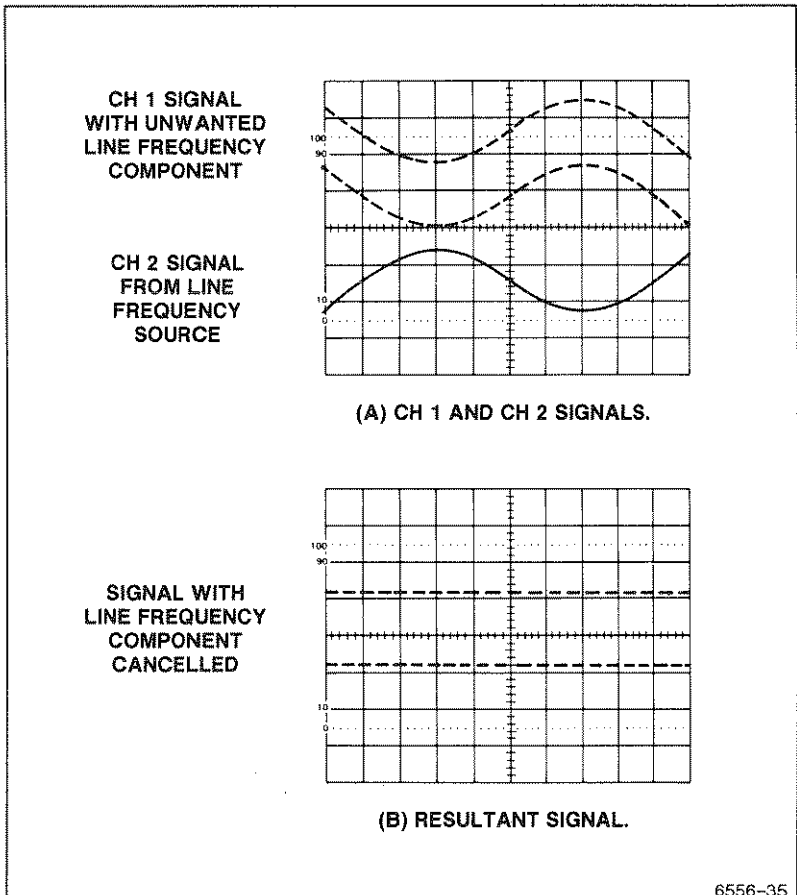 CH 1 SIGNAL
WITH UNWANTED
LINE FREQUENCY
COMPONENT
100
90
CH 2 SIGNAL
FROM LINE
FREQUENCY
SOURCE
10
0
(A) CH 1 AND CH 2 SIGNALS.
100
90
SIGNAL WITH
LINE FREQUENCY
COMPONENT
CANCELLED
10
0
(B) RESULTANT SIGNAL.
6556-35